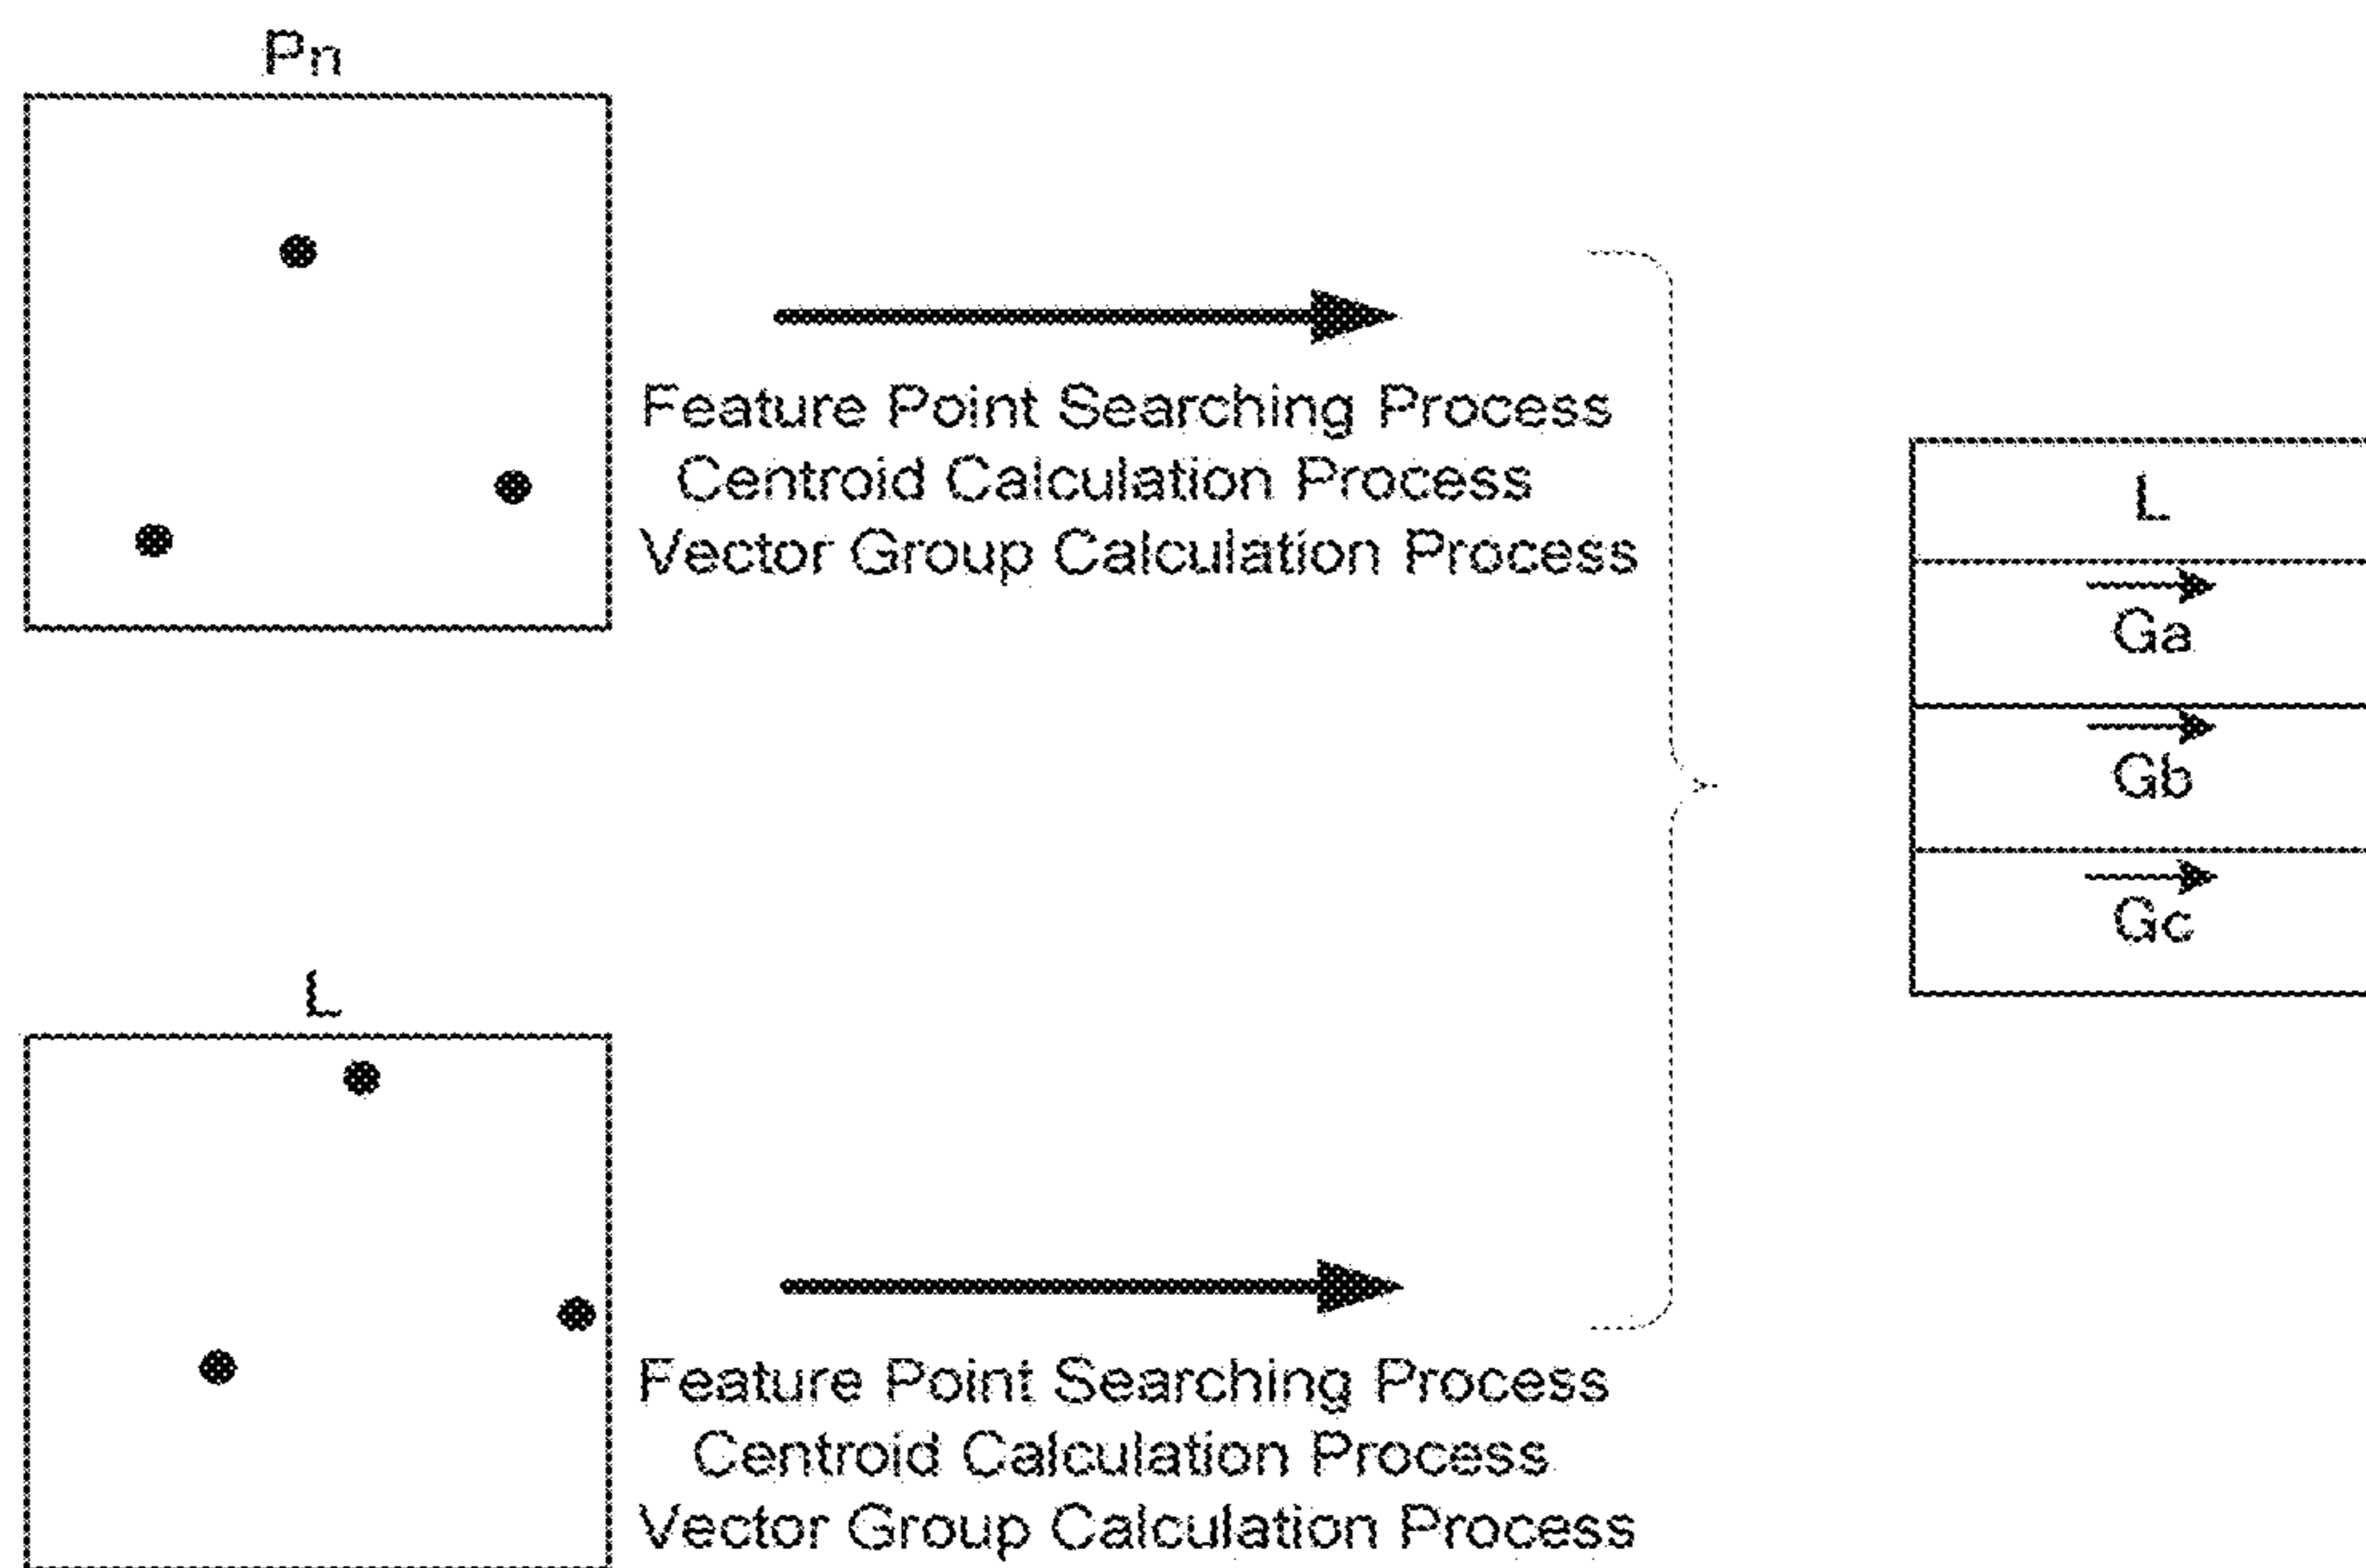 Pn
Feature Point Searching Process
Centroid Calculation Process
Vector Group Calculation Process
L
Ga
Gb
Gc
L
Feature Point Searching Process
Centroid Calculation Process
Vector Group Calculation Process